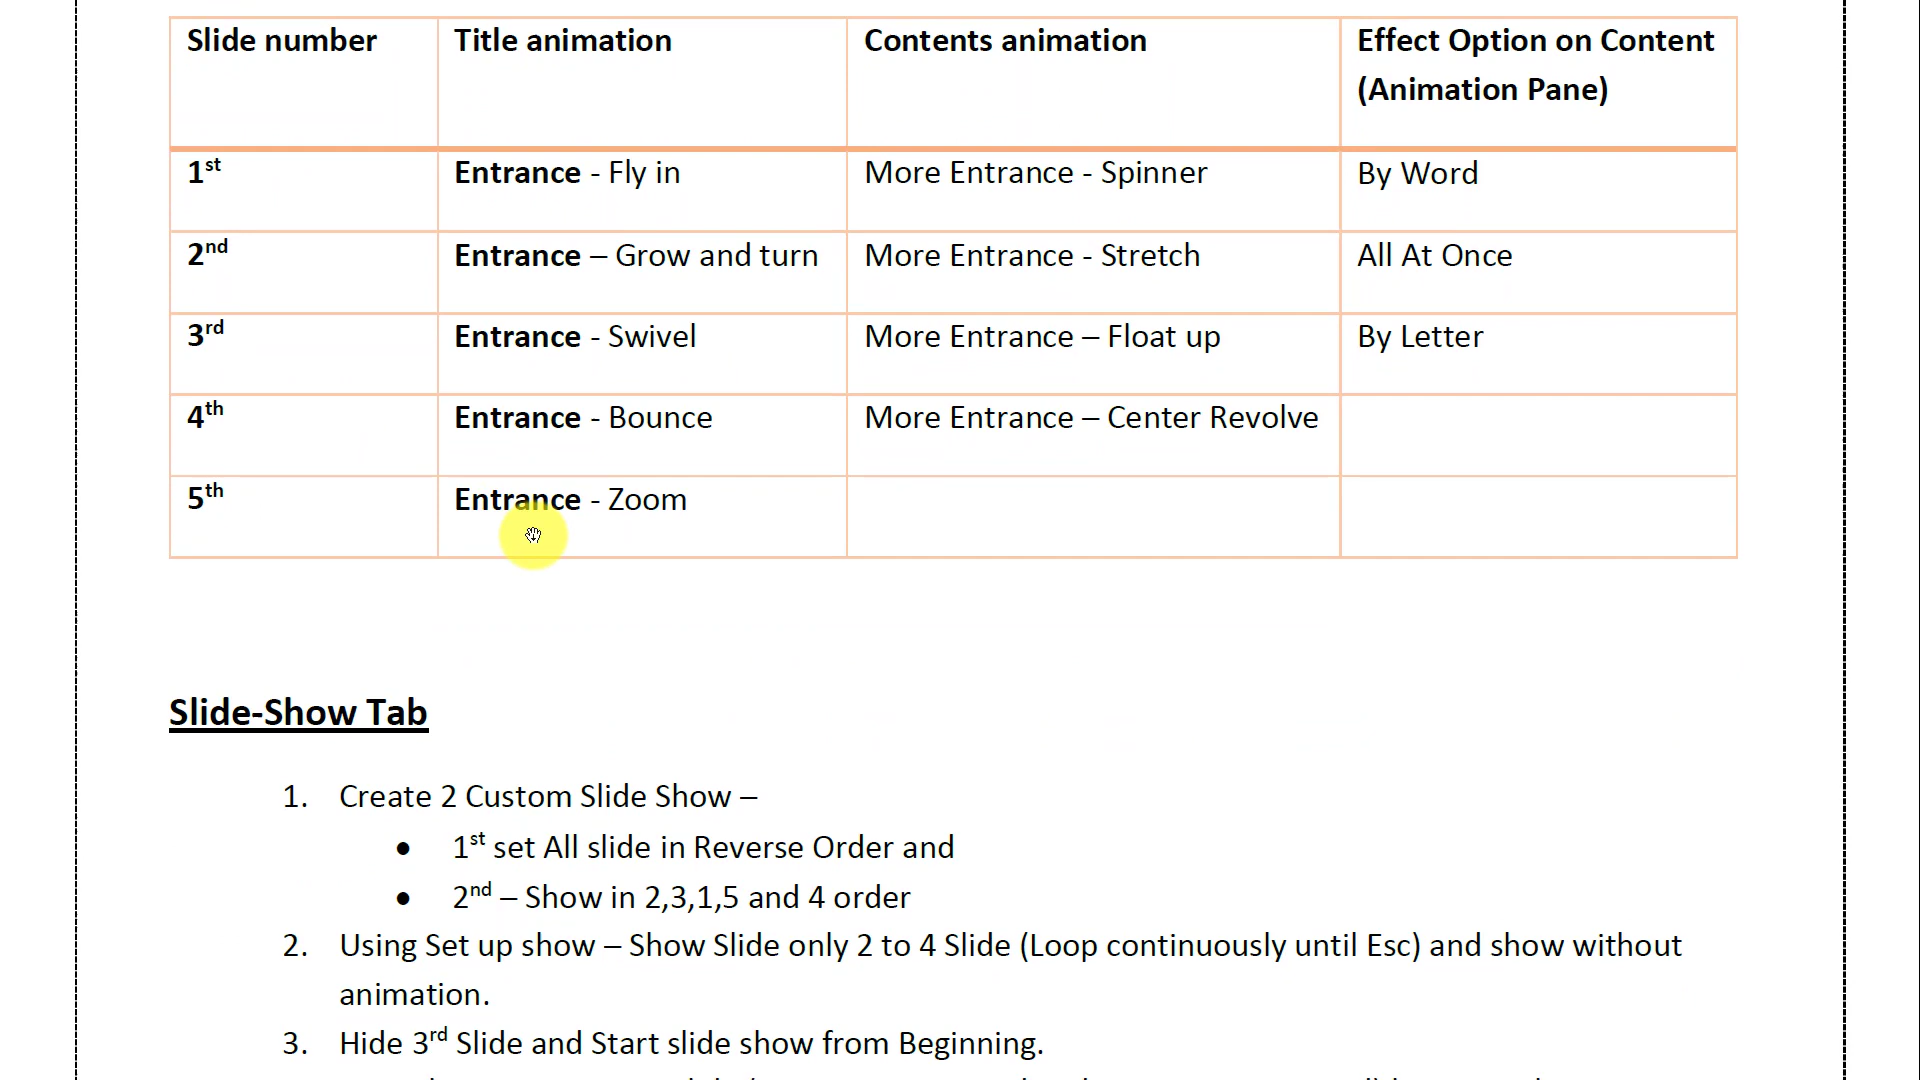 Slide number Title animation Contents animation Effect Option on Content
(Animation Pane)
1st Entrance - Fly in More Entrance - Spinner By Word
2nd Entrance – Grow and turn More Entrance - Stretch All At Once
3rd Entrance - Swivel More Entrance – Float up By Letter
4th Entrance - Bounce More Entrance – Center Revolve
5th Entrance - Zoom
Slide-Show Tab
1. Create 2 Custom Slide Show –
• 1st set All slide in Reverse Order and
• 2nd – Show in 2,3,1,5 and 4 order
2. Using Set up show – Show Slide only 2 to 4 Slide (Loop continuously until Esc) and show without
animation.
3. Hide 3rd Slide and Start slide show from Beginning.